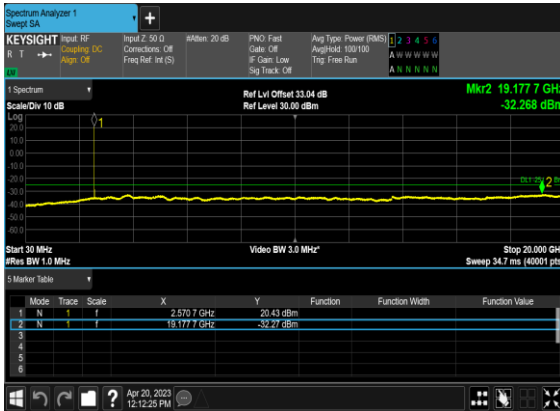 Spectrum Analyzer 1
Swept SA
+
KEYSIGHT Input: RF Input Z: 50 Ω #Atten: 20 dB PNO: Fast Avg Type: Power (RMS) 1 2 3 4 5 6
R T Coupling: DC Corrections: Off Gate: Off Avg|Hold: 100/100 A W W W W W
Align: Off Freq Ref: Int (S) IF Gain: Low Trig: Free Run
Sig Track: Off A N N N N N
1 Spectrum Ref Lvl Offset 33.04 dB Mkr2 19.177 7 GHz
Scale/Div 10 dB Ref Level 30.00 dBm -32.268 dBm
Log
20.0
10.0
0.00
-10.0
-20.0
-30.0
-40.0
-50.0
-60.0
1
2
Start 30 MHz Video BW 3.0 MHz* Stop 20.000 GHz
#Res BW 1.0 MHz Sweep 34.7 ms (40001 pts)
5 Marker Table
Mode Trace Scale X Y Function Function Width Function Value
1 N 1 f 2.570 7 GHz 20.43 dBm
2 N 1 f 19.177 7 GHz -32.27 dBm
3
4
5
6
? Apr 20, 2023
12:12:25 PM